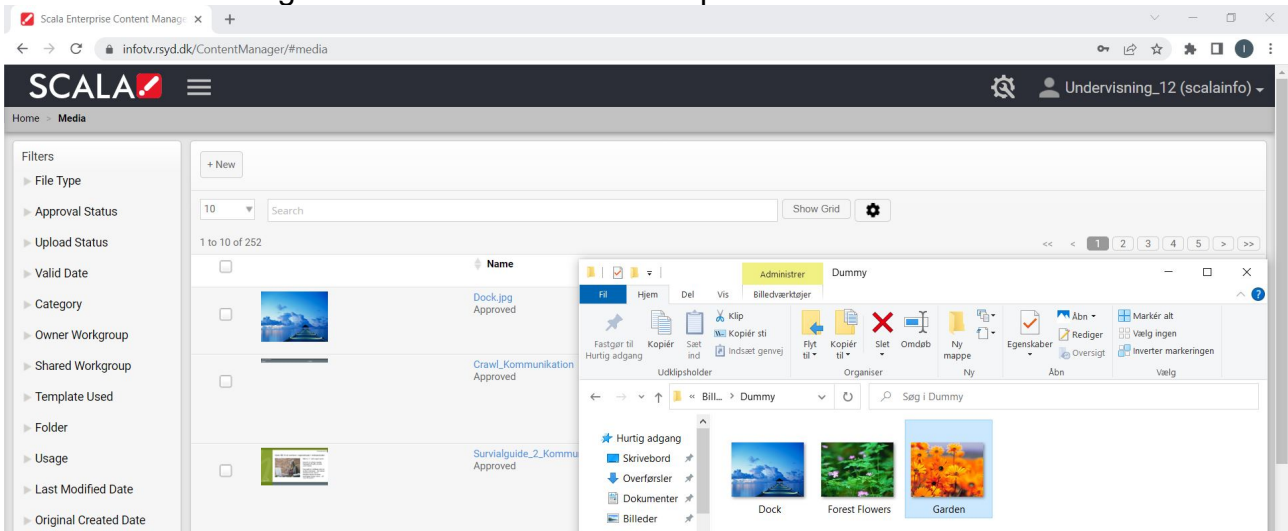 Scala Enterprise Content Manage
infotv.rsyd.dk/ContentManager/#media
SCALA
Undervisning_12 (scalainfo)
Home > Media
Filters
File Type
Approval Status
Upload Status
Valid Date
Category
Owner Workgroup
Shared Workgroup
Template Used
Folder
Usage
Last Modified Date
Original Created Date
+ New
10
Search
Show Grid
1 to 10 of 252
<< < 1 2 3 4 5 > >>
Name
Dock.jpg
Approved
Crawl_Kommunikation
Approved
Survialguide_2_Kommu
Approved
Administrer
Dummy
Fil Hjem Del Vis Billedværktøjer
Fastgør til
Hurtig adgang
Kopiér
Sæt
ind
Klip
Kopiér sti
Indsæt genvej
Udklipsholder
Flyt
til
Kopiér
til
Slet
Omdøb
Organiser
Ny
mappe
Ny
Egenskaber
Åbn
Rediger
Oversigt
Åbn
Markér alt
Vælg ingen
Inverter markeringen
Vælg
« Bill... > Dummy
Søg i Dummy
Hurtig adgang
Skrivebord
Overførsler
Dokumenter
Billeder
Dock
Forest Flowers
Garden